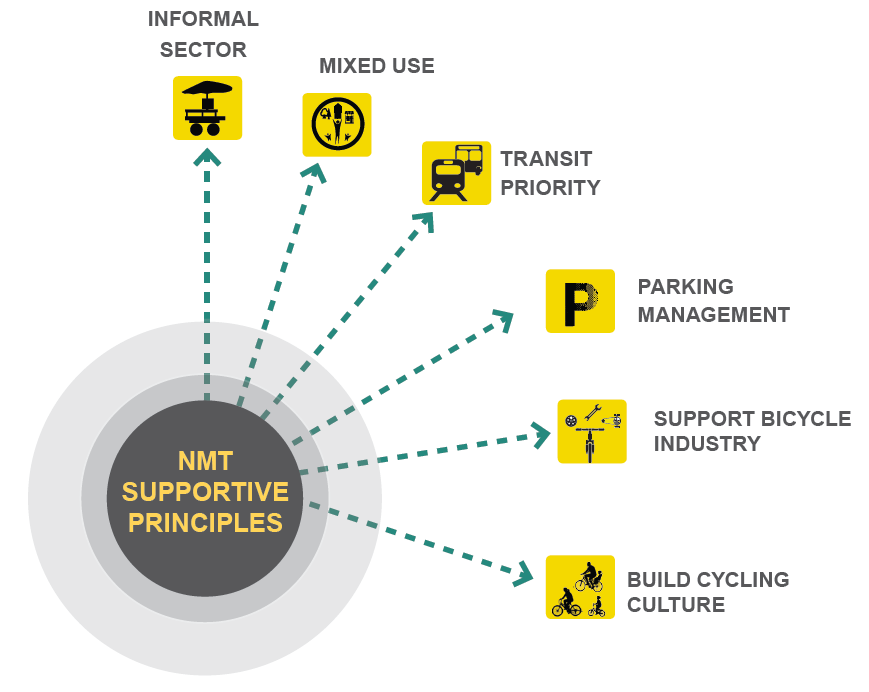 INFORMAL
SECTOR
MIXED USE
TRANSIT
PRIORITY
P
PARKING
MANAGEMENT
SUPPORT BICYCLE
INDUSTRY
NMT
SUPPORTIVE
PRINCIPLES
BUILD CYCLING
CULTURE